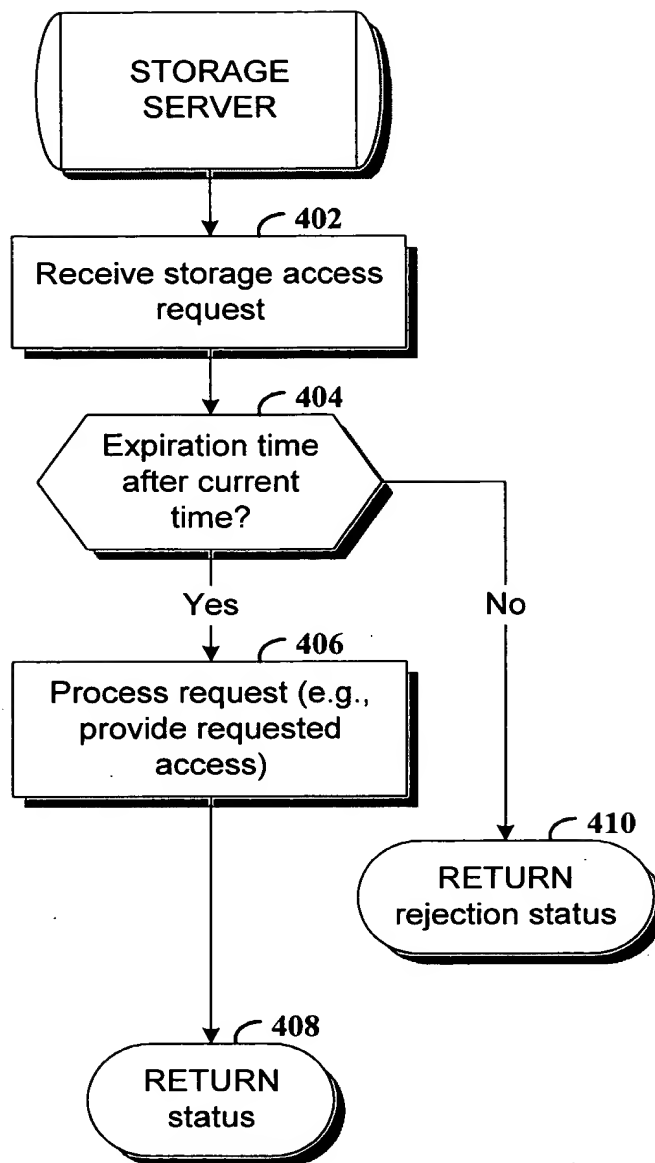 STORAGE
SERVER
402
Receive storage access
request
404
Expiration time
after current
time?
Yes
No
406
Process request (e.g.,
provide requested
access)
410
RETURN
rejection status
408
RETURN
status